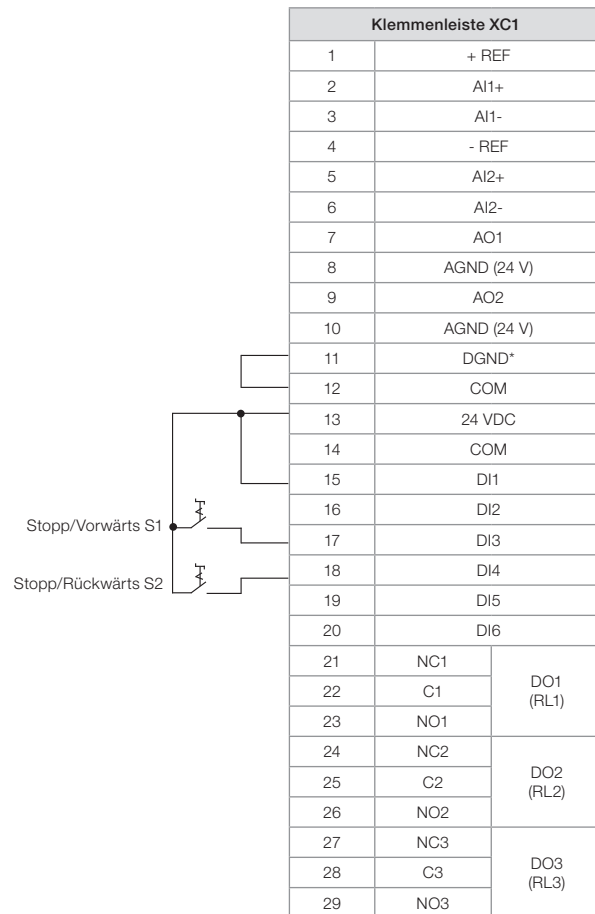 Klemmenleiste XC1
1 + REF
2 AI1+
3 AI1-
4 - REF
5 AI2+
6 AI2-
7 AO1
8 AGND (24 V)
9 AO2
10 AGND (24 V)
11 DGND*
12 COM
13 24 VDC
14 COM
15 DI1
16 DI2
Stopp/Vorwärts S1
17 DI3
18 DI4
Stopp/Rückwärts S2
19 DI5
20 DI6
21 NC1
22 C1
23 NO1
DO1
(RL1)
24 NC2
25 C2
26 NO2
DO2
(RL2)
27 NC3
28 C3
29 NO3
DO3
(RL3)